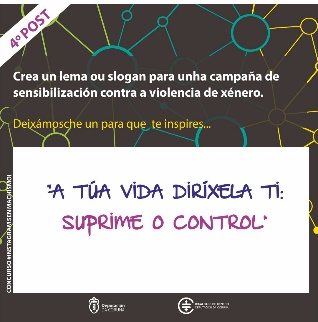 4º POST
Crea un lema ou slogan para unha campaña de
sensibilización contra a violencia de xénero.
Deixámosche un para que te inspires...
"A TÚA VIDA DIRÍXELA TI:
SUPRIME O CONTROL"
Deputación